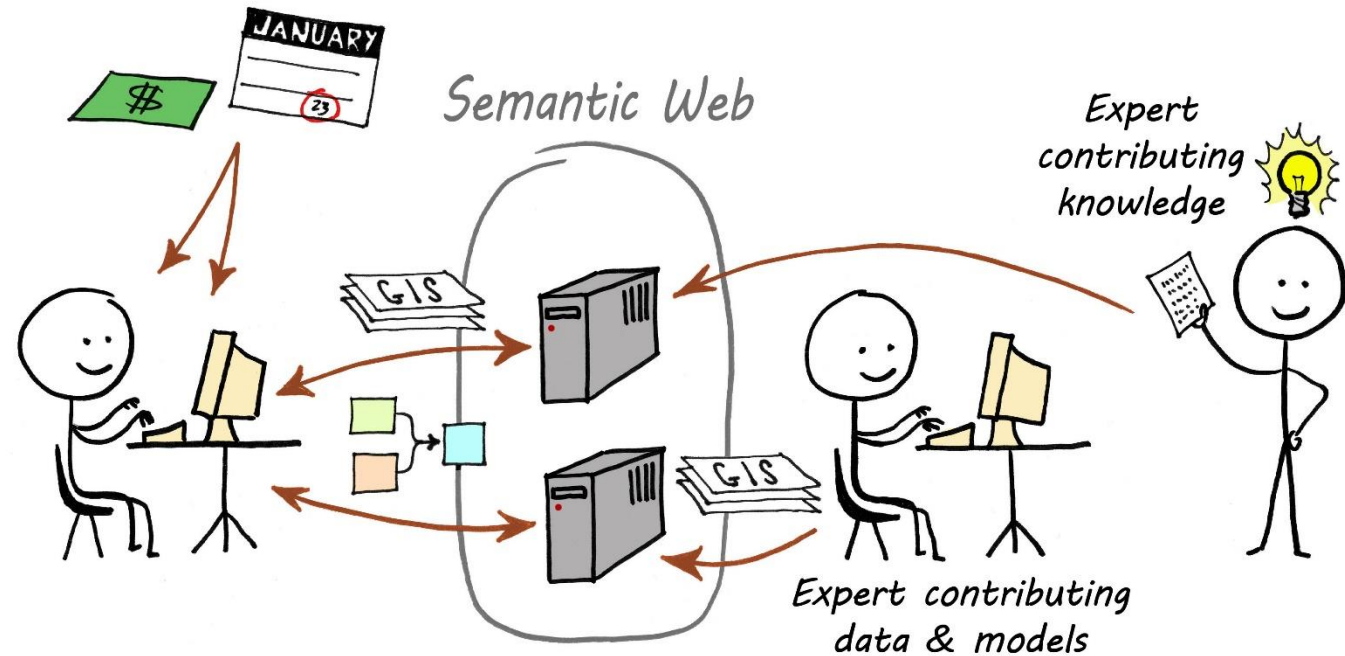 $
JANUARY
23
Semantic Web
Expert
contributing
knowledge
GIS
GIS
Expert contributing
data & models